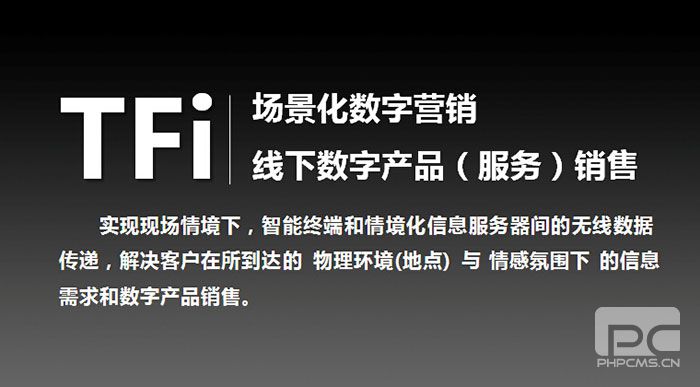 TFi
场景化数字营销
线下数字产品（服务）销售
实现现场情境下，智能终端和情境化信息服务器间的无线数据
传递，解决客户在所到达的 物理环境(地点) 与 情感氛围下 的信息
需求和数字产品销售。
PC
PHPCMS.CN